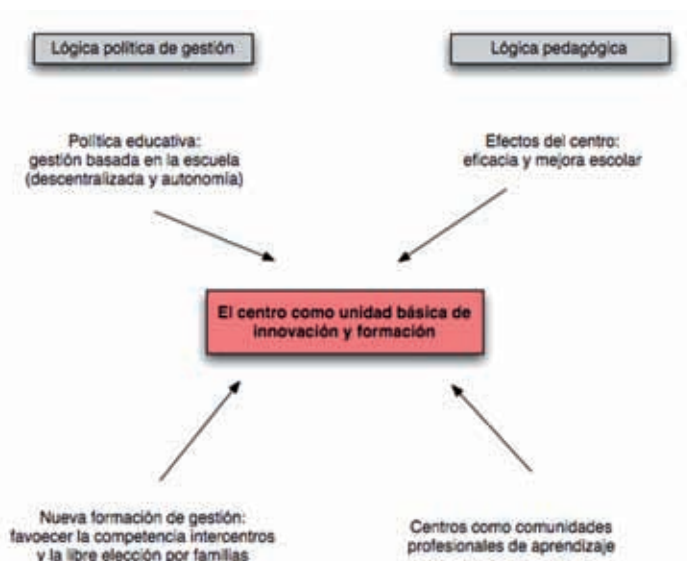 Lógica política de gestión
Lógica pedagógica
Política educativa:
gestión basada en la escuela
(descentralizada y autonomía)
Efectos del centro:
eficacia y mejora escolar
El centro como unidad básica de
innovación y formación
Nueva formación de gestión:
favoecer la competencia intercentros
y la libre elección por familias
Centros como comunidades
profesionales de aprendizaje